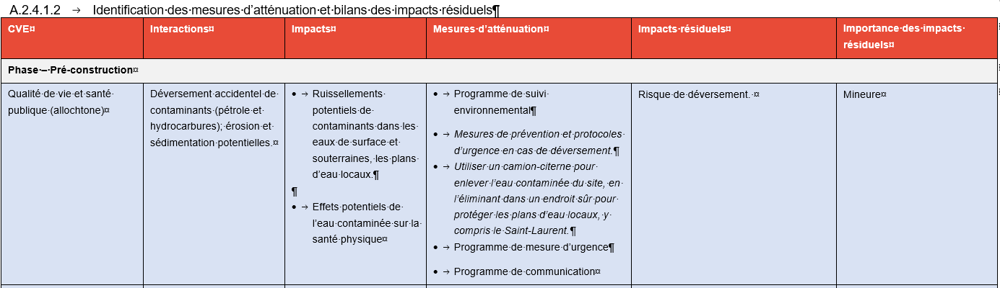 A.2.4.1.2 → Identification·des·mesures·d’atténuation·et·bilans·des·impacts·résiduels¶
CVE¤
Interactions¤
Impacts¤
Mesures·d’atténuation¤
Impacts·résiduels¤
Importance·des·impacts·
résiduels¤
Phase·–·Pré-construction¤
Qualité·de·vie·et·santé·
publique·(allochtone)¤
Déversement·accidentel·de·
contaminants·(pétrole·et·
hydrocarbures);·érosion·et·
sédimentation·potentielles.¤
•→Ruissellements·
potentiels·de·
contaminants·dans·les·
eaux·de·surface·et·
souterraines,·les·plans·
d’eau·locaux.¶
¶
•→Effets·potentiels·de·
l’eau·contaminée·sur·la·
santé·physique¤
•→Programme·de·suivi·
environnemental¶
•→Mesures·de·prévention·et·protocoles·
d’urgence·en·cas·de·déversement.¶
•→Utiliser·un·camion-citerne·pour·
enlever·l’eau·contaminée·du·site,·en·
l’éliminant·dans·un·endroit·sûr·pour·
protéger·les·plans·d’eau·locaux,·y·
compris·le·Saint-Laurent.¶
•→Programme·de·mesure·d’urgence¶
•→Programme·de·communication¤
Risque·de·déversement.·¤
Mineure¤